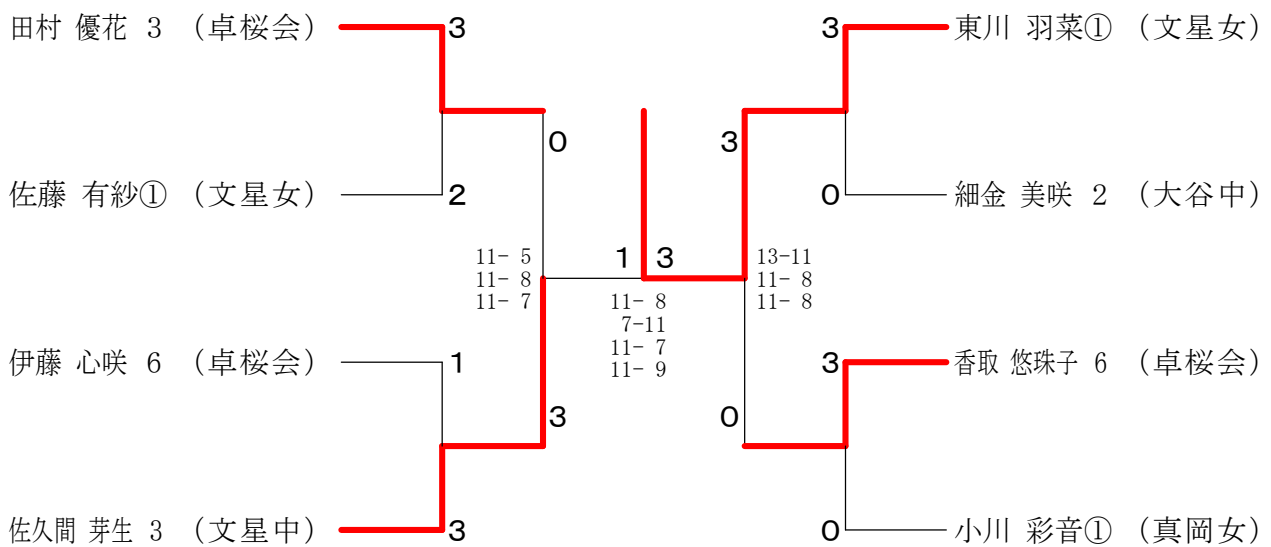 田村 優花 3 （卓桜会） 3
3 東川 羽菜① （文星女）
0
3
佐藤 有紗① （文星女） 2
0 細金 美咲 2 （大谷中）
11- 5
11- 8
11- 7
1 3
13-11
11- 8
11- 8
11- 8
7-11
11- 7
11- 9
伊藤 心咲 6 （卓桜会） 1
3 香取 悠珠子 6 （卓桜会）
3
0
佐久間 芽生 3 （文星中） 3
0 小川 彩音① （真岡女）